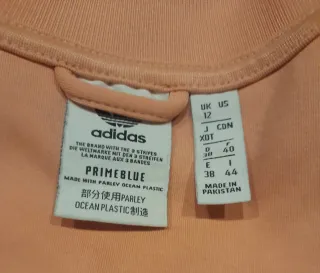 adidas
THE BRAND WITH THE 3 STRIPES
DIE WELTMARKE MIT DEN 3 STREIFEN
LA MARQUE AUX 3 BANDES
PRIMEBLUE
MADE WITH PARLEY OCEAN PLASTIC
部分使用PARLEY
OCEAN PLASTIC制造
UK US
12
J CDN
XOT
D
38 40
E I
38 44
MADE IN
PAKISTAN